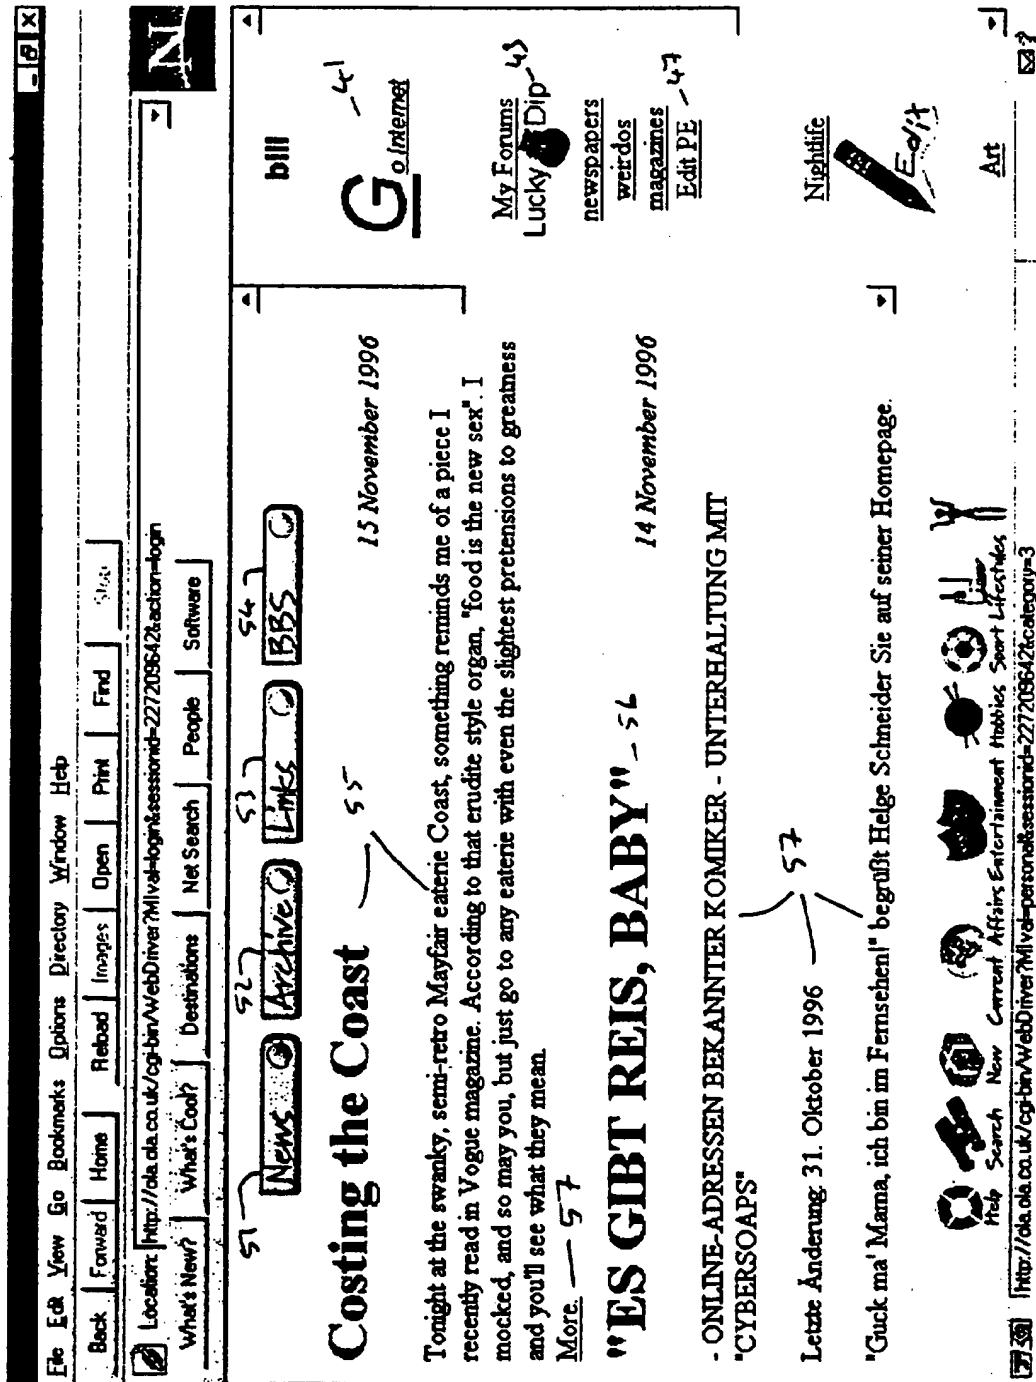 File Edit View Go Bookmarks Options Directory Window Help
Back Forward Home Reload Images Open Print Find Stop
Location: http://ola.ola.co.uk/cgi-bin/WebDriver?MIval=login&sessionid=227209642&action=login
What's New? What's Cool? Destinations Net Search People Software
N
51 52 53 54
News Archive Links BBS
Costing the Coast
55
15 November 1996
Tonight at the swanky, semi-retro Mayfair eaterie Coast, something reminds me of a piece I
recently read in Vogue magazine. According to that erudite style organ, "food is the new sex". I
mocked, and so may you, but just go to any eaterie with even the slightest pretensions to greatness
and you'll see what they mean.
More. 57
"ES GIBT REIS, BABY" 56
14 November 1996
- ONLINE-ADRESSEN BEKANNTER KOMIKER - UNTERHALTUNG MIT
"CYBERSOAPS"
57
Letzte Änderung: 31. Oktober 1996
"Guck ma' Mama, ich bin im Fernsehen!" begrüßt Helge Schneider Sie auf seiner Homepage.
bill
Go Internet 41
My Forums
Lucky Dip 43
newspapers
weirdos
magazines
Edit PE 47
Nightlife
Edit
Art
Help Search New Current Affairs Entertainment Hobbies Sport Lifestyles
http://ola.ola.co.uk/cgi-bin/WebDriver?MIval=personal&sessionid=227209642&category=3